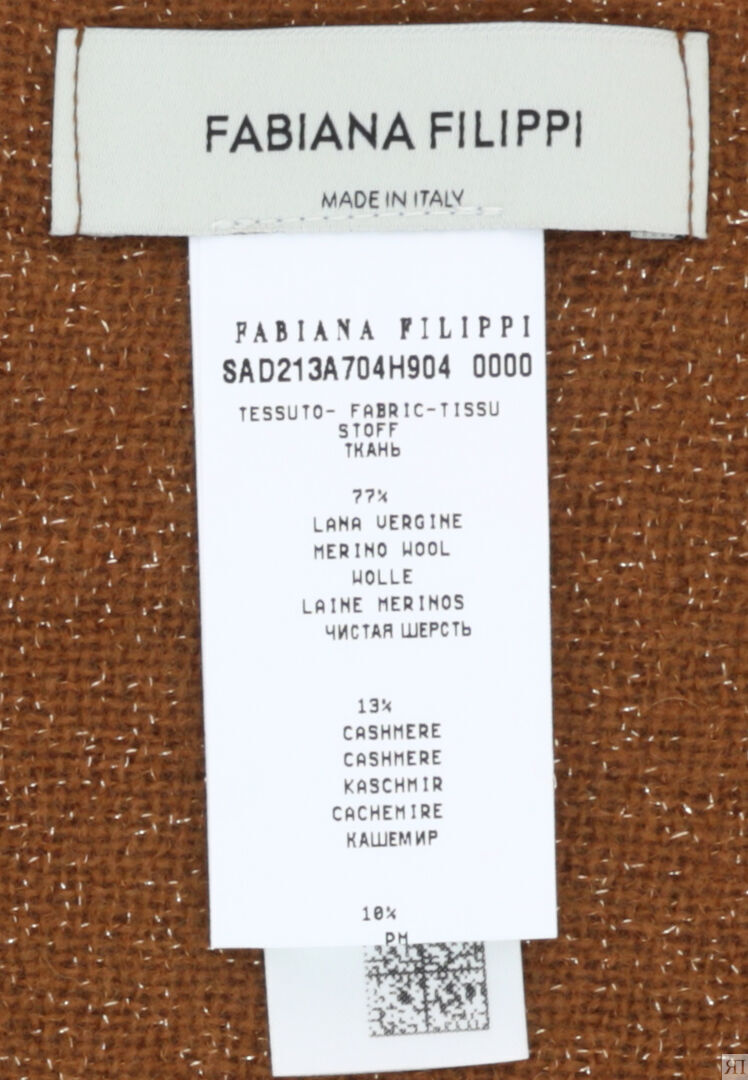 FABIANA FILIPPI
MADE IN ITALY
FABIANA FILIPPI
SAD213A704H904 0000
TESSUTO- FABRIC-TISSU
STOFF
ТКАНЬ
77%
LANA VERGINE
MERINO WOOL
WOLLE
LAINE MERINOS
ЧИСТАЯ ШЕРСТЬ
13%
CASHMERE
CASHMERE
KASCHMIR
CACHEMIRE
КАШЕМИР
10%
PM
ЯП